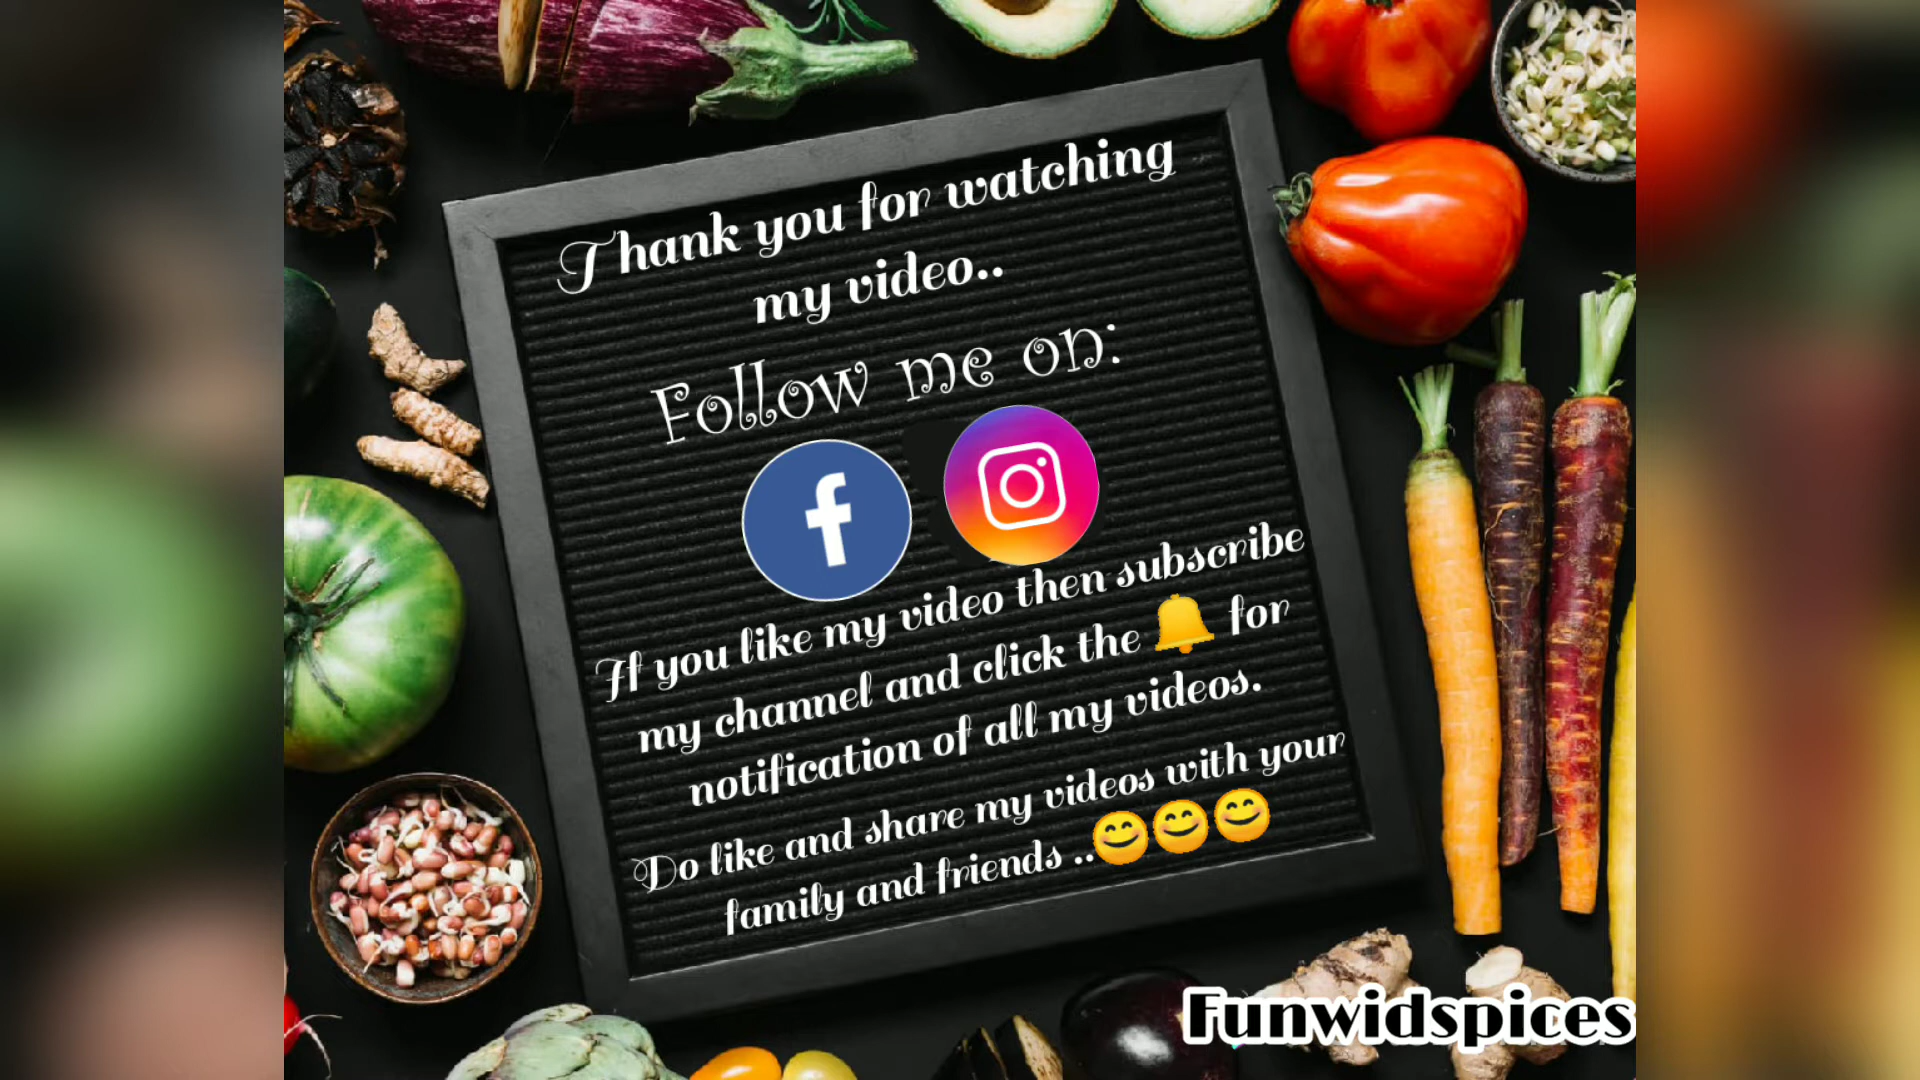 Thank you for watching
my video..
Follow me on:
If you like my video then subscribe
my channel and click the 🔔 for
notification of all my videos.
Do like and share my videos with your
family and friends ..😊😊😊
Funwidspices